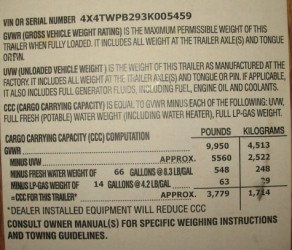 VIN OR SERIAL NUMBER 4X4TWPB293K005459
GVWR (GROSS VEHICLE WEIGHT RATING) IS THE MAXIMUM PERMISSIBLE WEIGHT OF THIS
TRAILER WHEN FULLY LOADED. IT INCLUDES ALL WEIGHT AT THE TRAILER AXLE(S) AND TONGUE
OR PIN.
UVW (UNLOADED VEHICLE WEIGHT) IS THE WEIGHT OF THIS TRAILER AS MANUFACTURED AT THE
FACTORY. IT INCLUDES ALL WEIGHT AT THE TRAILER AXLE(S) AND TONGUE OR PIN. IF APPLICABLE,
IT ALSO INCLUDES FULL GENERATOR FLUIDS, INCLUDING FUEL, ENGINE OIL AND COOLANTS.
CCC (CARGO CARRYING CAPACITY) IS EQUAL TO GVWR MINUS EACH OF THE FOLLOWING: UVW,
FULL FRESH (POTABLE) WATER WEIGHT (INCLUDING WATER HEATER), FULL LP-GAS WEIGHT.
CARGO CARRYING CAPACITY (CCC) COMPUTATION POUNDS KILOGRAMS
GVWR 9,950 4,513
MINUS UVW APPROX. 5560 2,522
MINUS FRESH WATER WEIGHT OF 66 GALLONS @ 8.3 LB/GAL 548 248
MINUS LP-GAS WEIGHT OF 14 GALLONS @ 4.2 LB/GAL 63 29
=CCC FOR THIS TRAILER* APPROX. 3,779 1,714
*DEALER INSTALLED EQUIPMENT WILL REDUCE CCC
CONSULT OWNER MANUAL(S) FOR SPECIFIC WEIGHING INSTRUCTIONS
AND TOWING GUIDELINES.